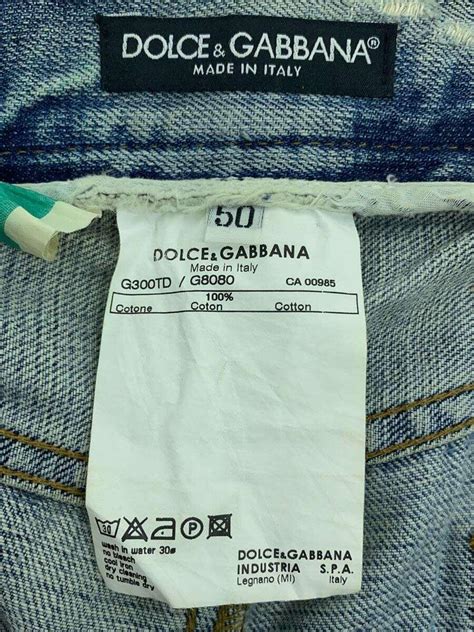 DOLCE & GABBANA®
MADE IN ITALY
50
DOLCE & GABBANA
Made in Italy
G300TD / G8080 CA 00985
100%
Cotone Coton Cotton
30
wash in water 30ø
no bleach
cool iron
dry cleaning
no tumble dry
DOLCE & GABBANA
INDUSTRIA S.P.A.
Legnano (MI) Italy